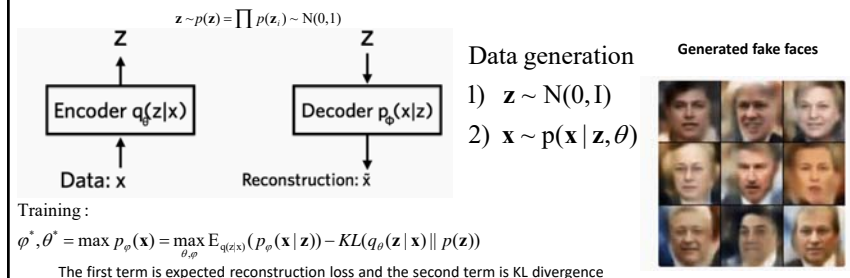 z ~ p(z) = ∏ p(z_i) ~ N(0,1)
z z
Encoder q_θ(z|x) Decoder p_Φ(x|z)
Data: x Reconstruction: x̃
Data generation
1) z ~ N(0, I)
2) x ~ p(x | z, θ)
Generated fake faces
Training :
φ*, θ* = max p_φ(x) = max_{θ,φ} E_{q(z|x)} (p_φ(x | z)) − KL(q_θ(z | x) || p(z))
The first term is expected reconstruction loss and the second term is KL divergence